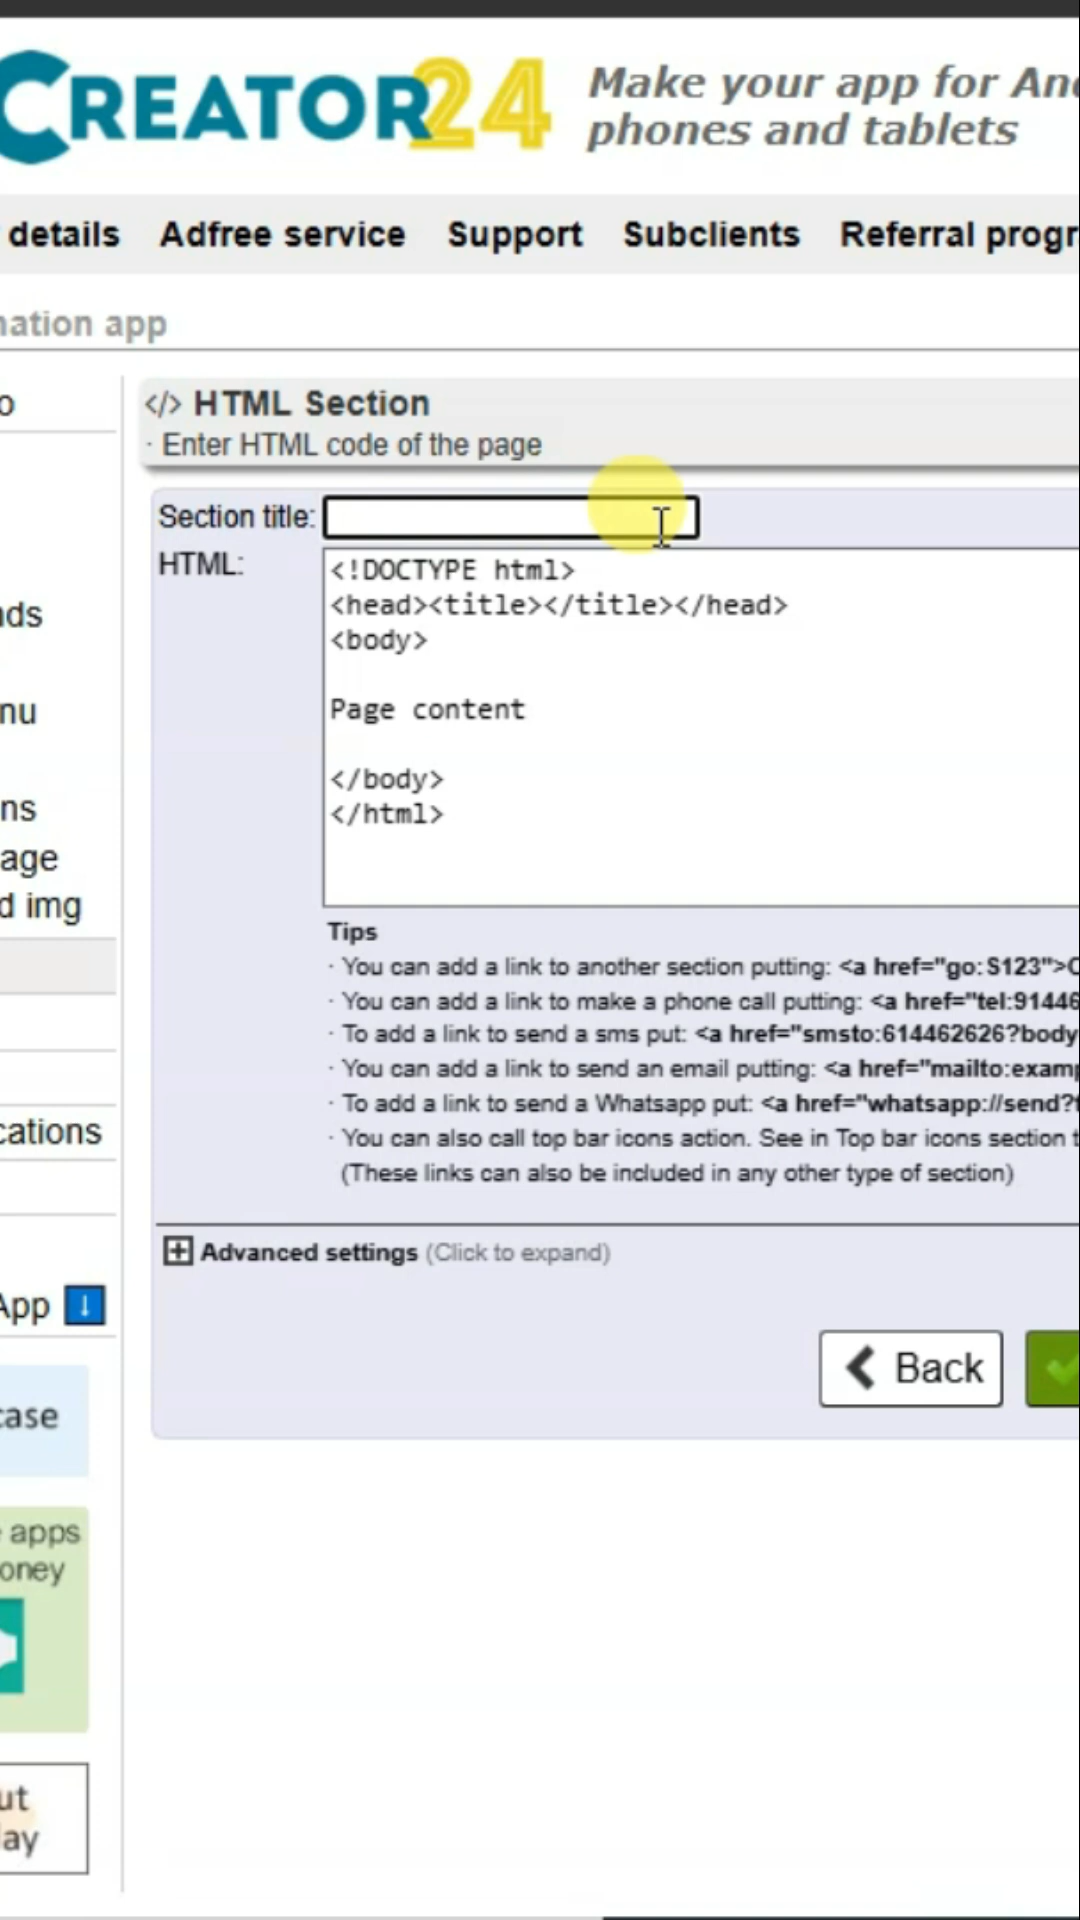 CREATOR24
Make your app for And
phones and tablets
details Adfree service Support Subclients Referral progr
nation app
o
nds
nu
ns
age
d img
cations
App
case
apps
oney
ut
lay
</> HTML Section
· Enter HTML code of the page
Section title:
HTML:
<!DOCTYPE html>
<head><title></title></head>
<body>
Page content
</body>
</html>
Tips
· You can add a link to another section putting: <a href="go:S123">C
· You can add a link to make a phone call putting: <a href="tel:91446
· To add a link to send a sms put: <a href="smsto:614462626?body
· You can add a link to send an email putting: <a href="mailto:examp
· To add a link to send a Whatsapp put: <a href="whatsapp://send?t
· You can also call top bar icons action. See in Top bar icons section t
(These links can also be included in any other type of section)
Advanced settings (Click to expand)
Back